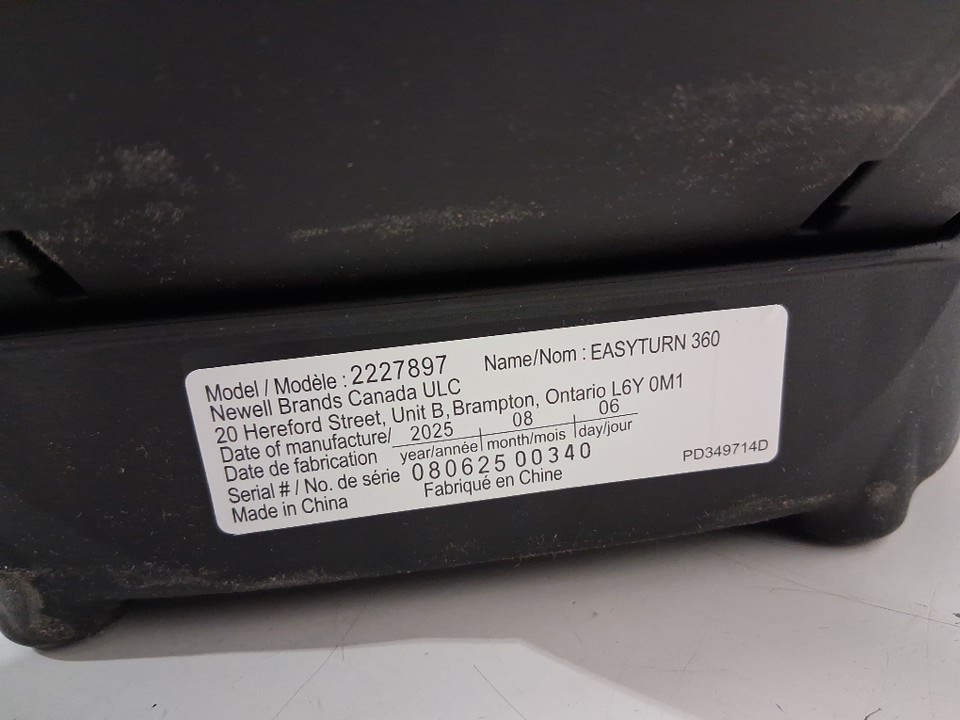 Model / Modèle : 2227897 Name/Nom : EASYTURN 360
Newell Brands Canada ULC
20 Hereford Street, Unit B, Brampton, Ontario L6Y 0M1
Date of manufacture/ 2025 08 06
Date de fabrication year/année month/mois day/jour
Serial # / No. de série 080625 00340 PD349714D
Made in China Fabriqué en Chine